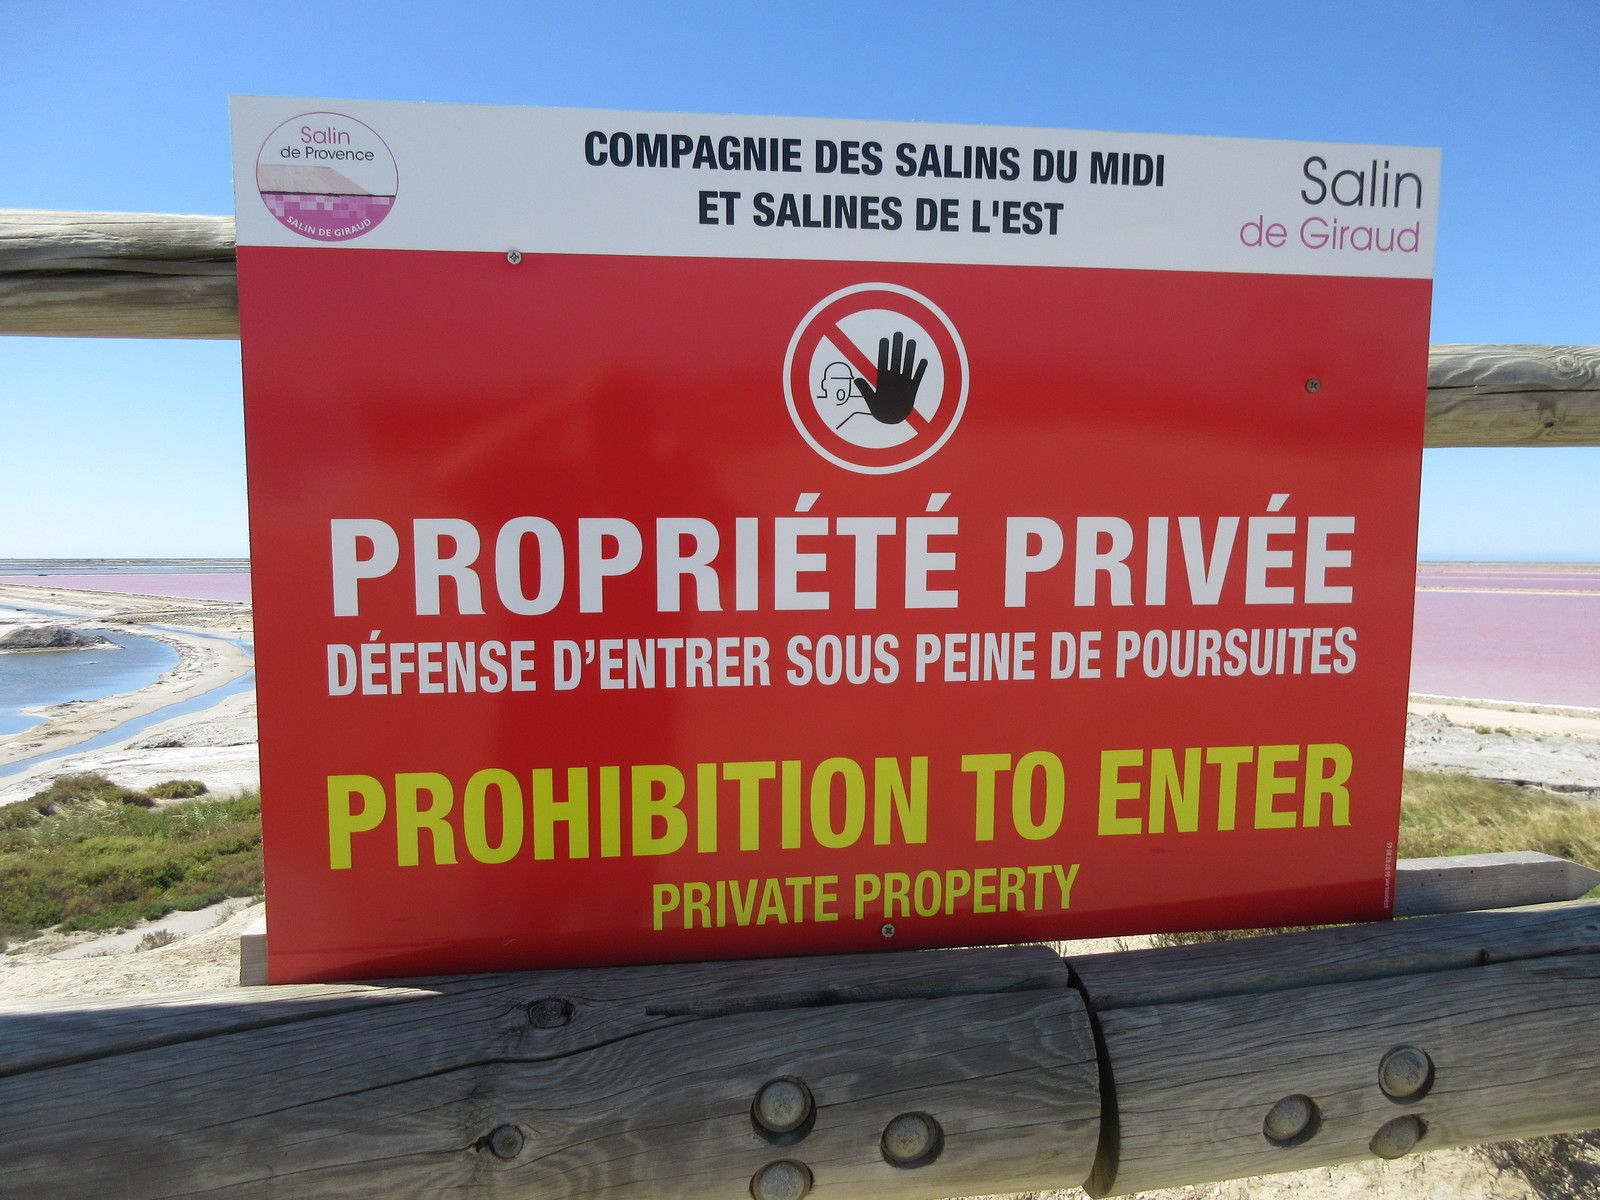 Salin
de Provence
SALIN DE GIRAUD
COMPAGNIE DES SALINS DU MIDI
ET SALINES DE L'EST
Salin
de Giraud
PROPRIÉTÉ PRIVÉE
DÉFENSE D'ENTRER SOUS PEINE DE POURSUITES
PROHIBITION TO ENTER
PRIVATE PROPERTY